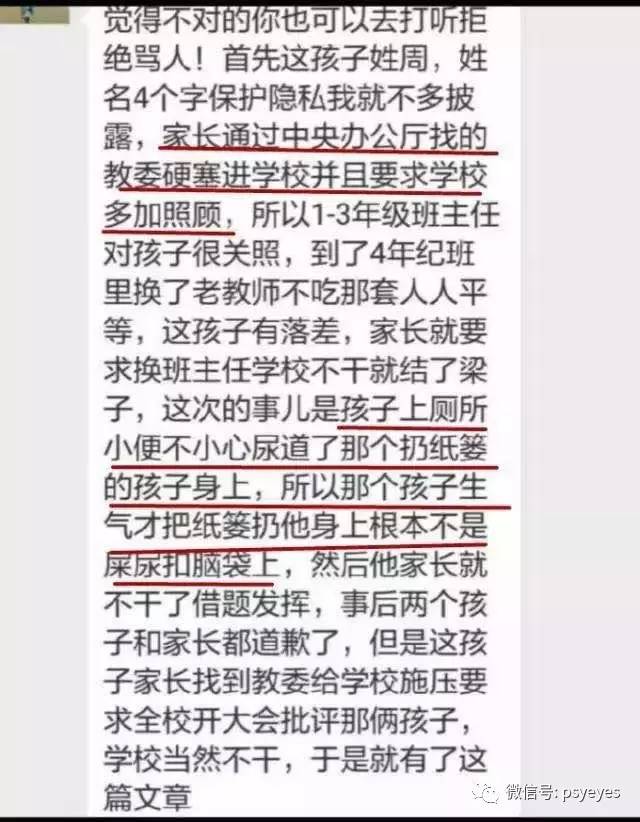 觉得不对的你也可以去打听拒
绝骂人！首先这孩子姓周，姓
名4个字保护隐私我就不多披
露，家长通过中央办公厅找的
教委硬塞进学校并且要求学校
多加照顾，所以1-3年级班主任
对孩子很关照，到了4年纪班
里换了老教师不吃那套人人平
等，这孩子有落差，家长就要
求换班主任学校不干就结了梁
子，这次的事儿是孩子上厕所
小便不小心尿道了那个扔纸篓
的孩子身上，所以那个孩子生
气才把纸篓扔他身上根本不是
屎尿扣脑袋上，然后他家长就
不干了借题发挥，事后两个孩
子和家长都道歉了，但是这孩
子家长找到教委给学校施压要
求全校开大会批评那俩孩子，
学校当然不干，于是就有了这
篇文章
微信号: psyeyes